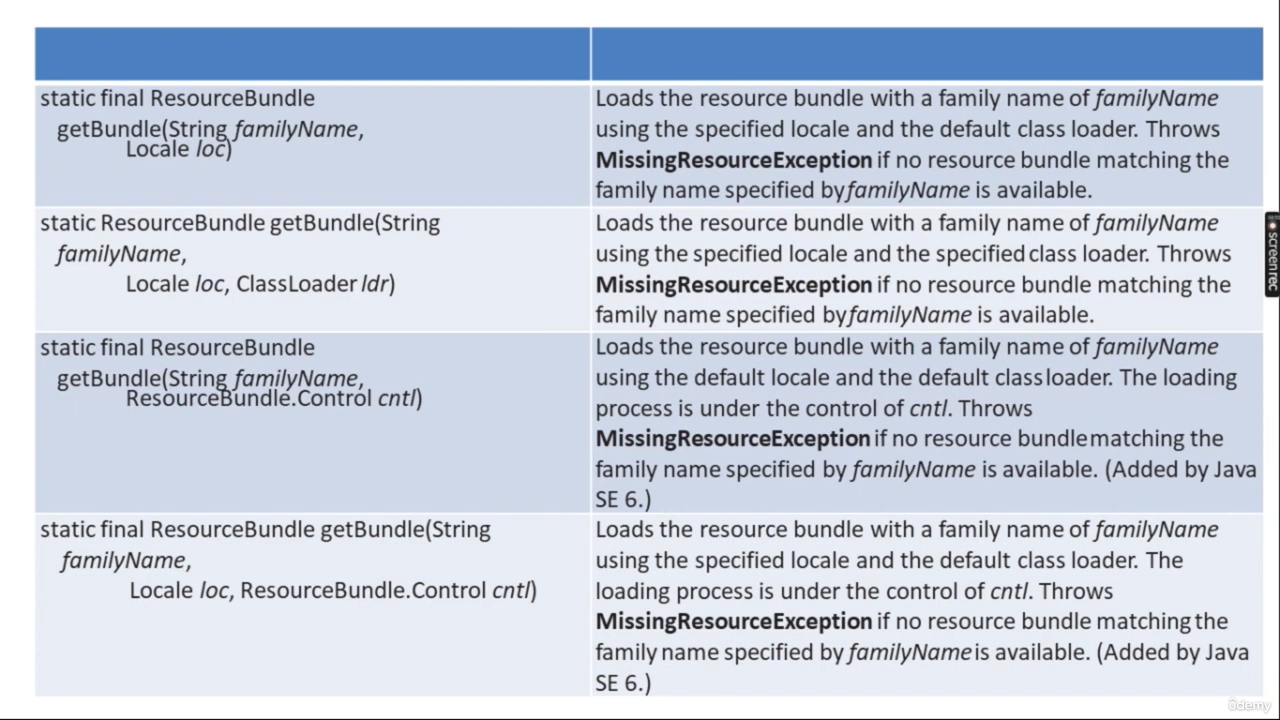 static final ResourceBundle
getBundle(String familyName,
Locale loc)
Loads the resource bundle with a family name of familyName
using the specified locale and the default class loader. Throws
MissingResourceException if no resource bundle matching the
family name specified by familyName is available.
static ResourceBundle getBundle(String
familyName,
Locale loc, ClassLoader ldr)
Loads the resource bundle with a family name of familyName
using the specified locale and the specified class loader. Throws
MissingResourceException if no resource bundle matching the
family name specified by familyName is available.
static final ResourceBundle
getBundle(String familyName,
ResourceBundle.Control cntl)
Loads the resource bundle with a family name of familyName
using the default locale and the default class loader. The loading
process is under the control of cntl. Throws
MissingResourceException if no resource bundle matching the
family name specified by familyName is available. (Added by Java
SE 6.)
static final ResourceBundle getBundle(String
familyName,
Locale loc, ResourceBundle.Control cntl)
Loads the resource bundle with a family name of familyName
using the specified locale and the default class loader. The
loading process is under the control of cntl. Throws
MissingResourceException if no resource bundle matching the
family name specified by familyName is available. (Added by Java
SE 6.)
screenrec
ûdemy